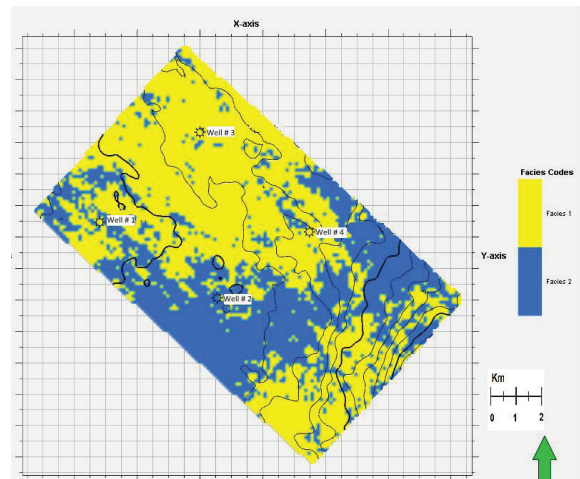 X-axis
Well # 3
Facies Codes
Facies 1
Well # 1
Well # 4
Y-axis
Facies 2
Well # 2
Km
0 1 2